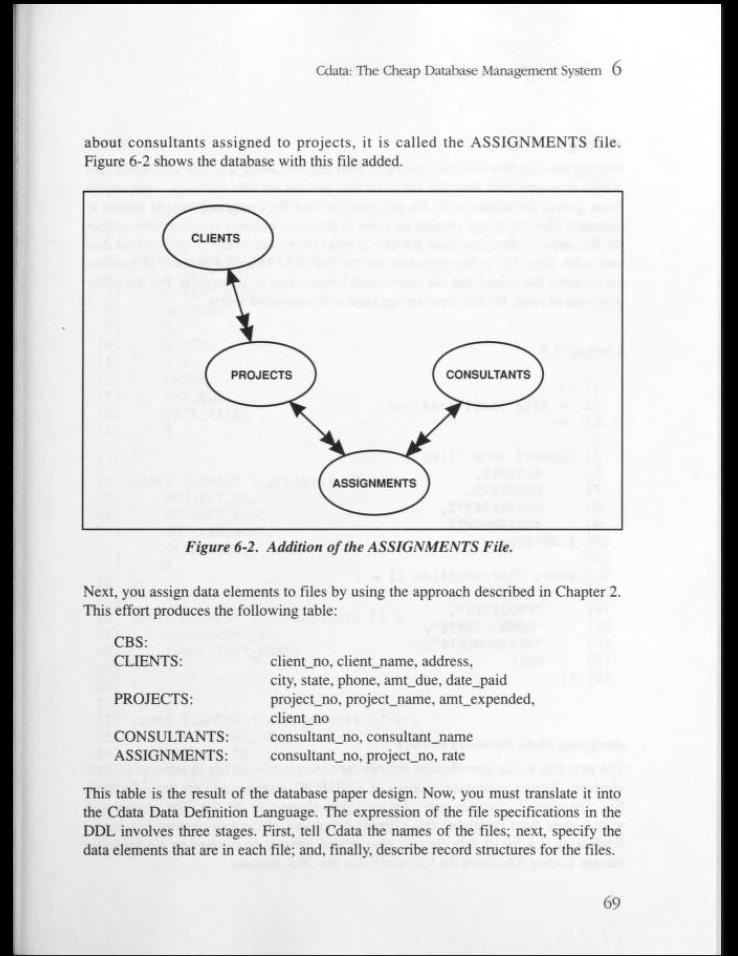 Cdata: The Cheap Database Management System 6
about consultants assigned to projects, it is called the ASSIGNMENTS file.
Figure 6-2 shows the database with this file added.
CLIENTS
PROJECTS
CONSULTANTS
ASSIGNMENTS
Figure 6-2. Addition of the ASSIGNMENTS File.
Next, you assign data elements to files by using the approach described in Chapter 2.
This effort produces the following table:
CBS:
CLIENTS: client_no, client_name, address,
city, state, phone, amt_due, date_paid
PROJECTS: project_no, project_name, amt_expended,
client_no
CONSULTANTS: consultant_no, consultant_name
ASSIGNMENTS: consultant_no, project_no, rate
This table is the result of the database paper design. Now, you must translate it into
the Cdata Data Definition Language. The expression of the file specifications in the
DDL involves three stages. First, tell Cdata the names of the files; next, specify the
data elements that are in each file; and, finally, describe record structures for the files.
69